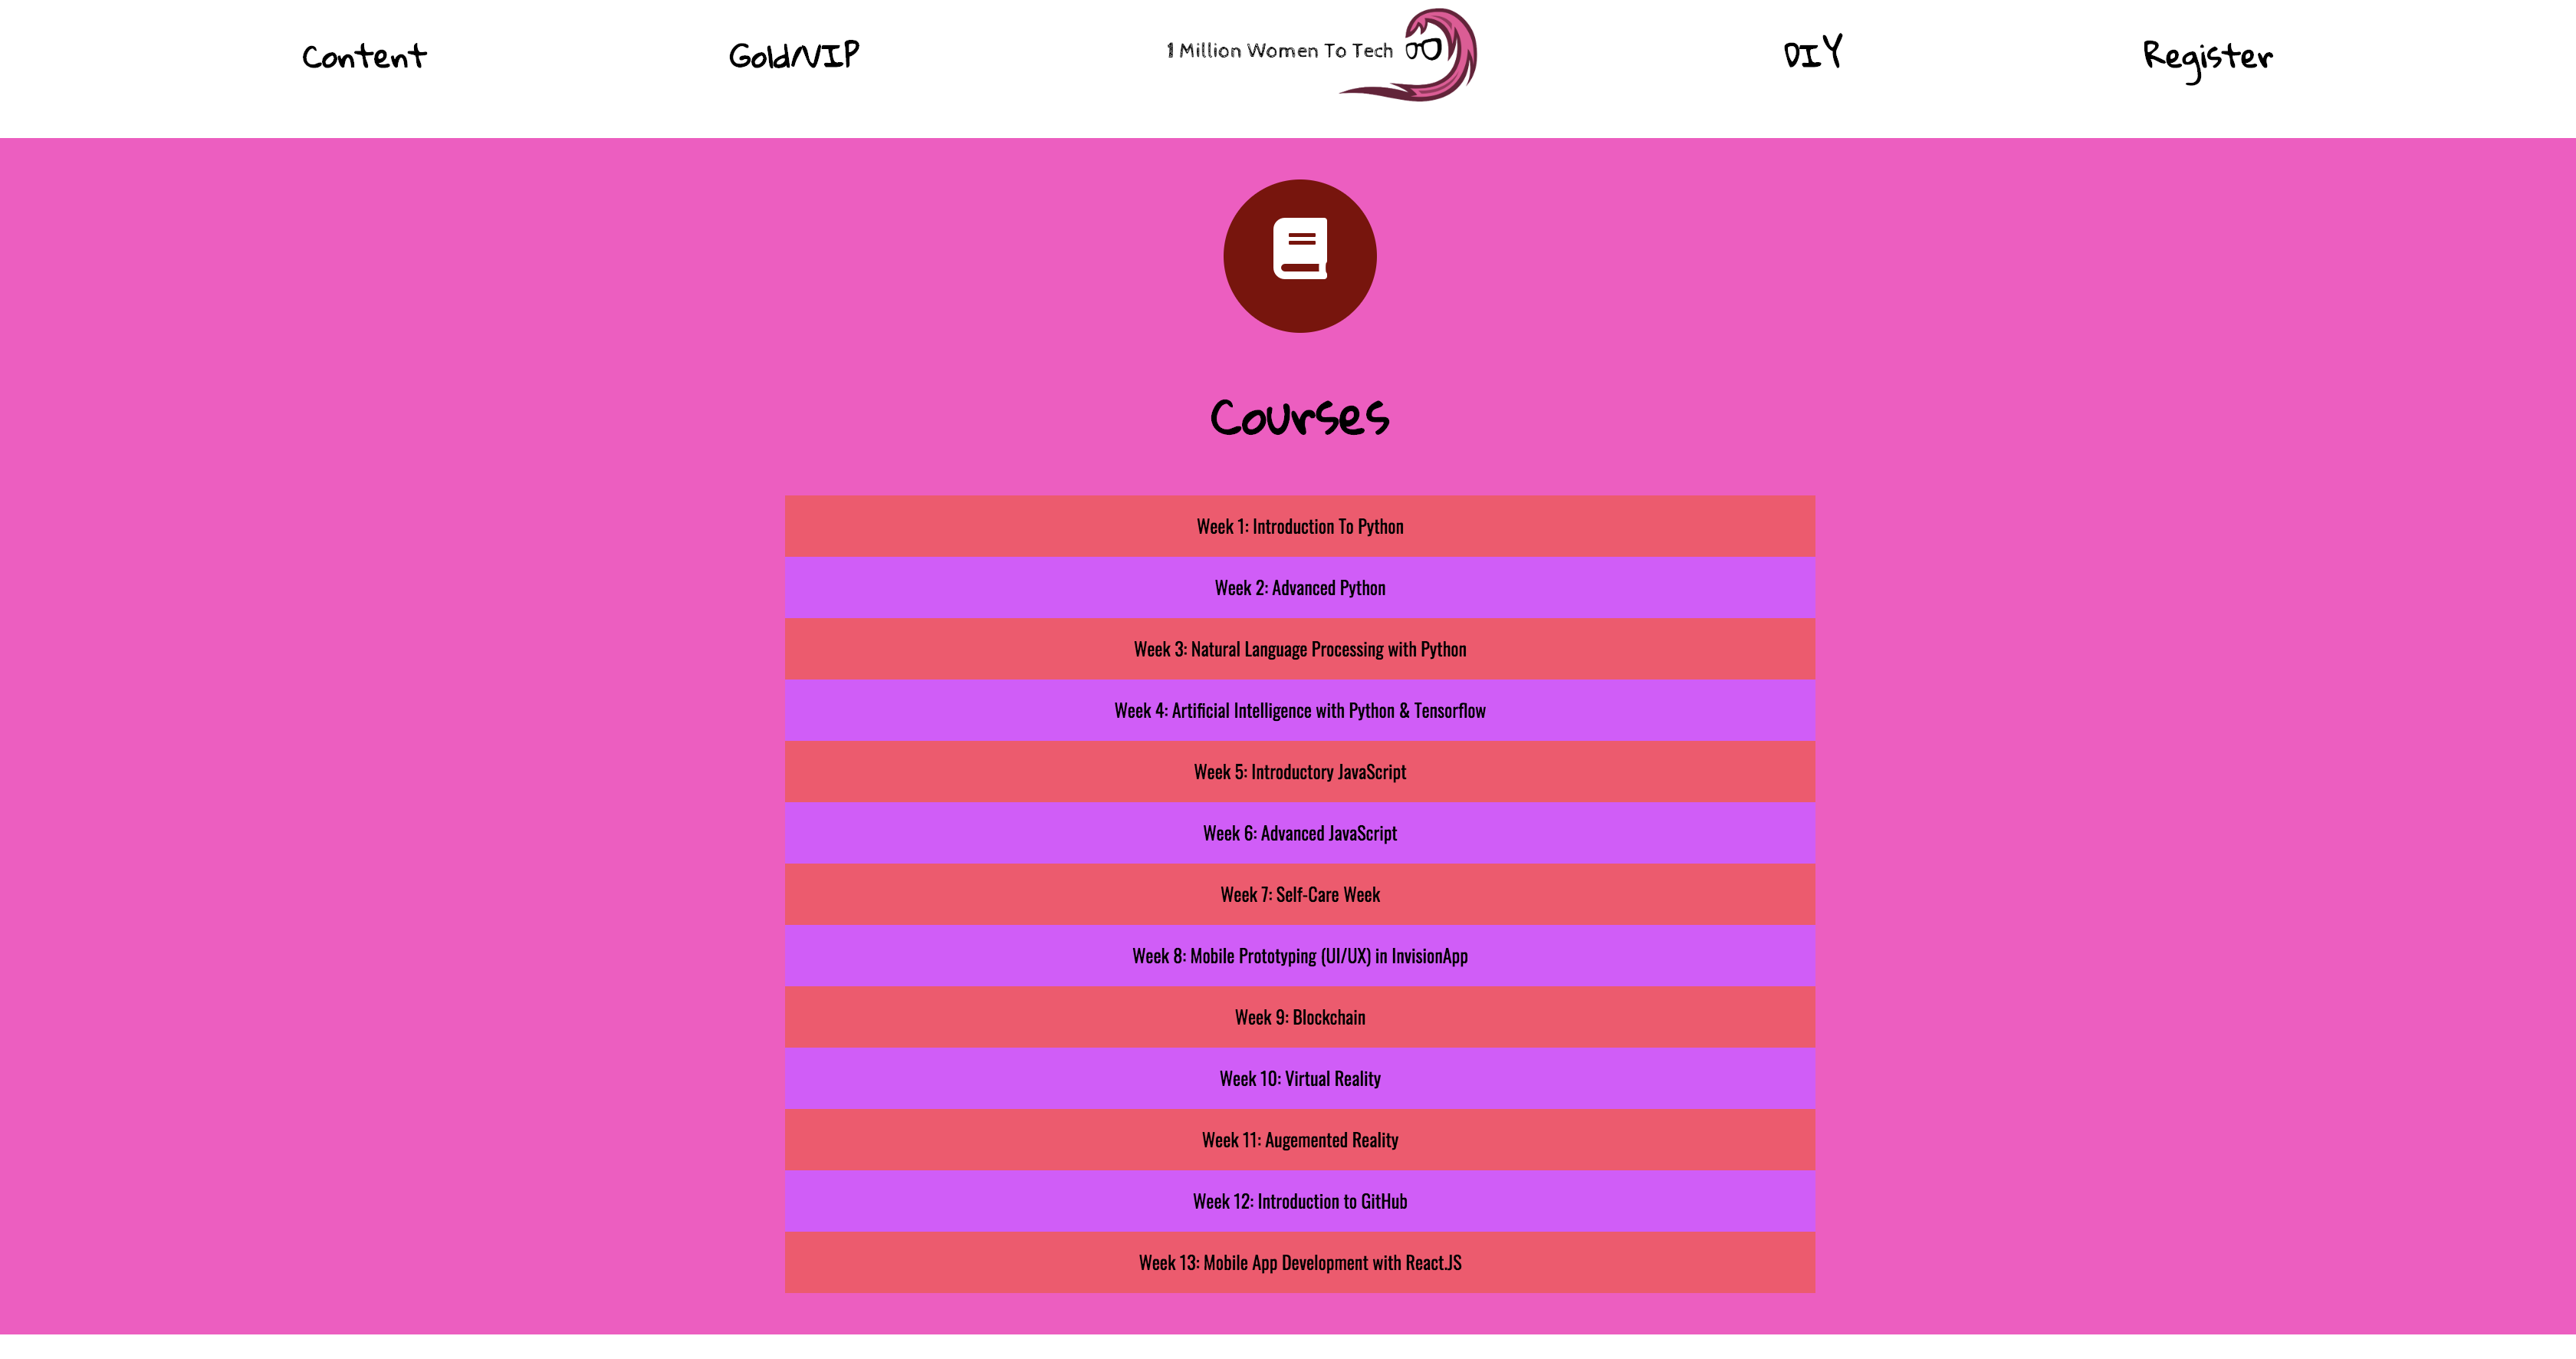 Content
Gold/VIP
1 Million Women To Tech
DIY
Register
Courses
Week 1: Introduction To Python
Week 2: Advanced Python
Week 3: Natural Language Processing with Python
Week 4: Artificial Intelligence with Python & Tensorflow
Week 5: Introductory JavaScript
Week 6: Advanced JavaScript
Week 7: Self-Care Week
Week 8: Mobile Prototyping (UI/UX) in InvisionApp
Week 9: Blockchain
Week 10: Virtual Reality
Week 11: Augemented Reality
Week 12: Introduction to GitHub
Week 13: Mobile App Development with React.JS